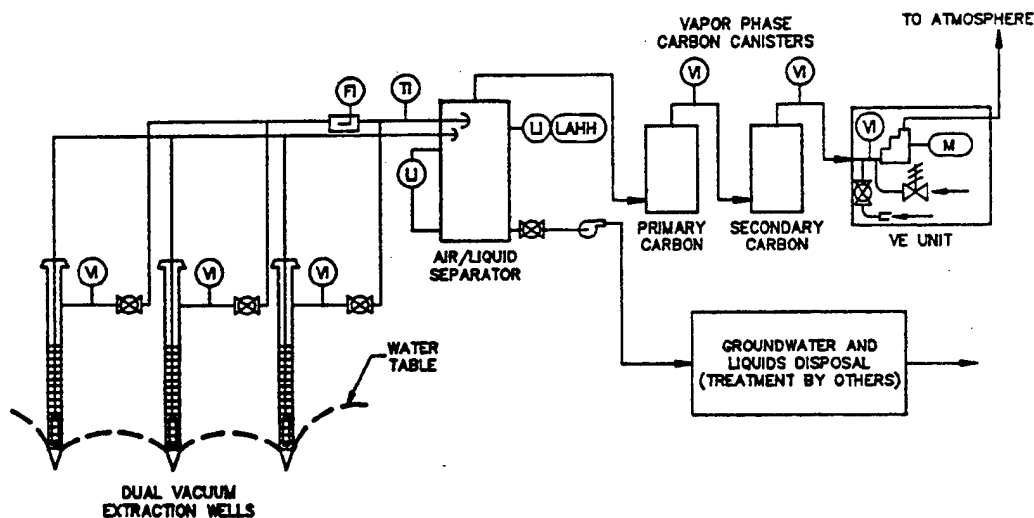 VAPOR PHASE
CARBON CANISTERS
TO ATMOSPHERE
VI
VI
FI
TI
VI
LI
LAHH
M
LI
PRIMARY
CARBON
SECONDARY
CARBON
VE UNIT
AIR/LIQUID
SEPARATOR
VI
VI
VI
WATER
TABLE
GROUNDWATER AND
LIQUIDS DISPOSAL
(TREATMENT BY OTHERS)
DUAL VACUUM
EXTRACTION WELLS